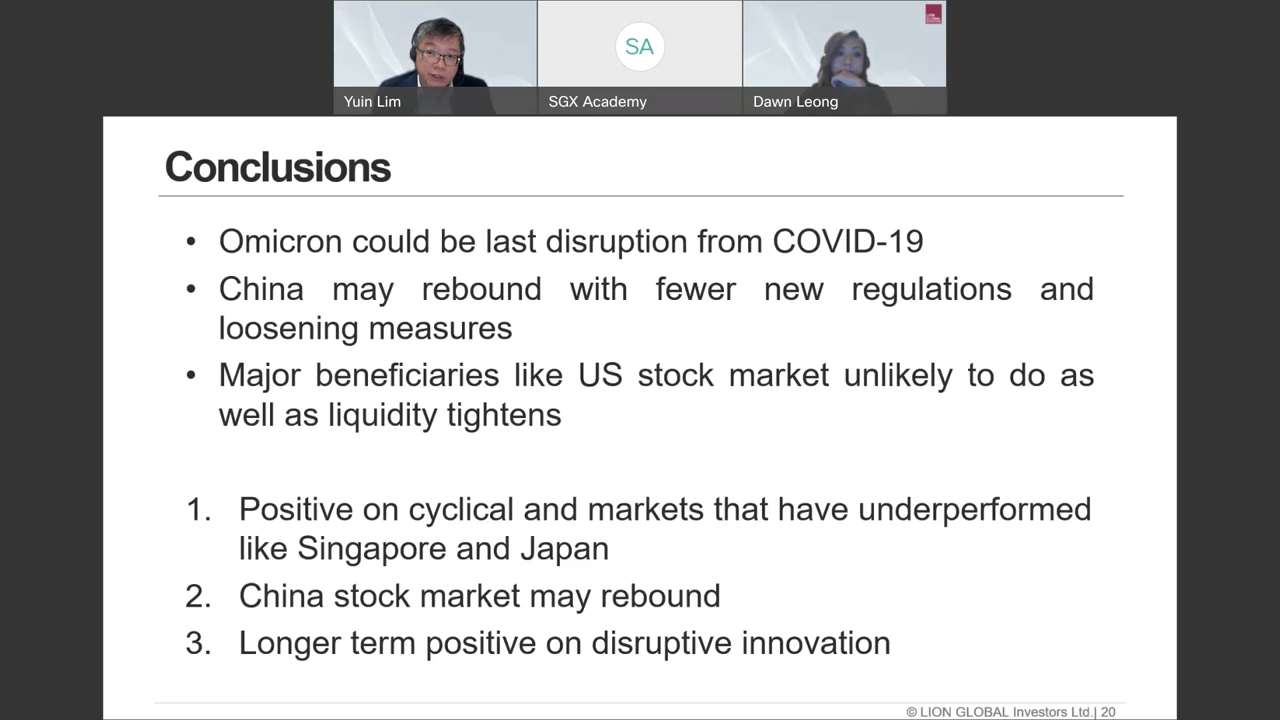 LION
GLOBAL
Yuin Lim
SA
SGX Academy
Dawn Leong
Conclusions
• Omicron could be last disruption from COVID-19
• China may rebound with fewer new regulations and
loosening measures
• Major beneficiaries like US stock market unlikely to do as
well as liquidity tightens
1. Positive on cyclical and markets that have underperformed
like Singapore and Japan
2. China stock market may rebound
3. Longer term positive on disruptive innovation
© LION GLOBAL Investors Ltd.| 20